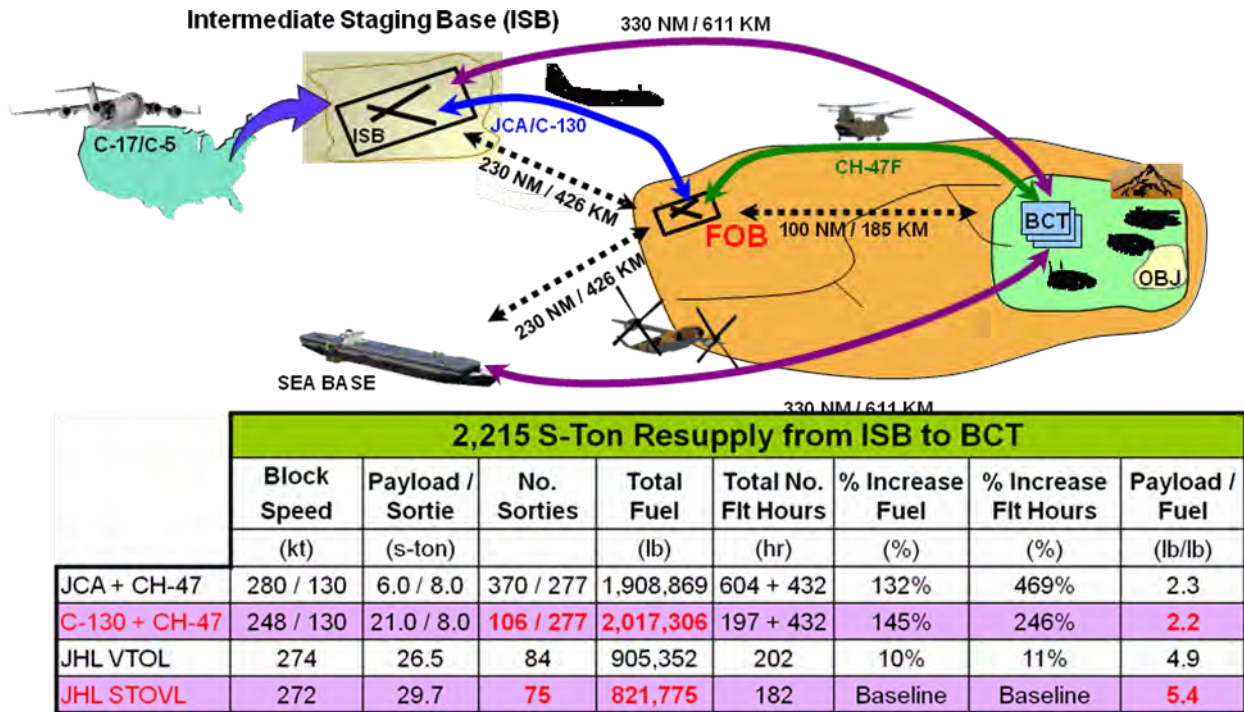 Intermediate Staging Base (ISB)
330 NM / 611 KM
C-17/C-5
ISB
JCA/C-130
CH-47F
230 NM / 426 KM
FOB
100 NM / 185 KM
BCT
OBJ
230 NM / 426 KM
SEA BASE
330 NM / 611 KM
2,215 S-Ton Resupply from ISB to BCT
Block Speed Payload / Sortie No. Sorties Total Fuel Total No. Flt Hours % Increase Fuel % Increase Flt Hours Payload / Fuel
(kt) (s-ton) (lb) (hr) (%) (%) (lb/lb)
JCA + CH-47 280 / 130 6.0 / 8.0 370 / 277 1,908,869 604 + 432 132% 469% 2.3
C-130 + CH-47 248 / 130 21.0 / 8.0 106 / 277 2,017,306 197 + 432 145% 246% 2.2
JHL VTOL 274 26.5 84 905,352 202 10% 11% 4.9
JHL STOVL 272 29.7 75 821,775 182 Baseline Baseline 5.4